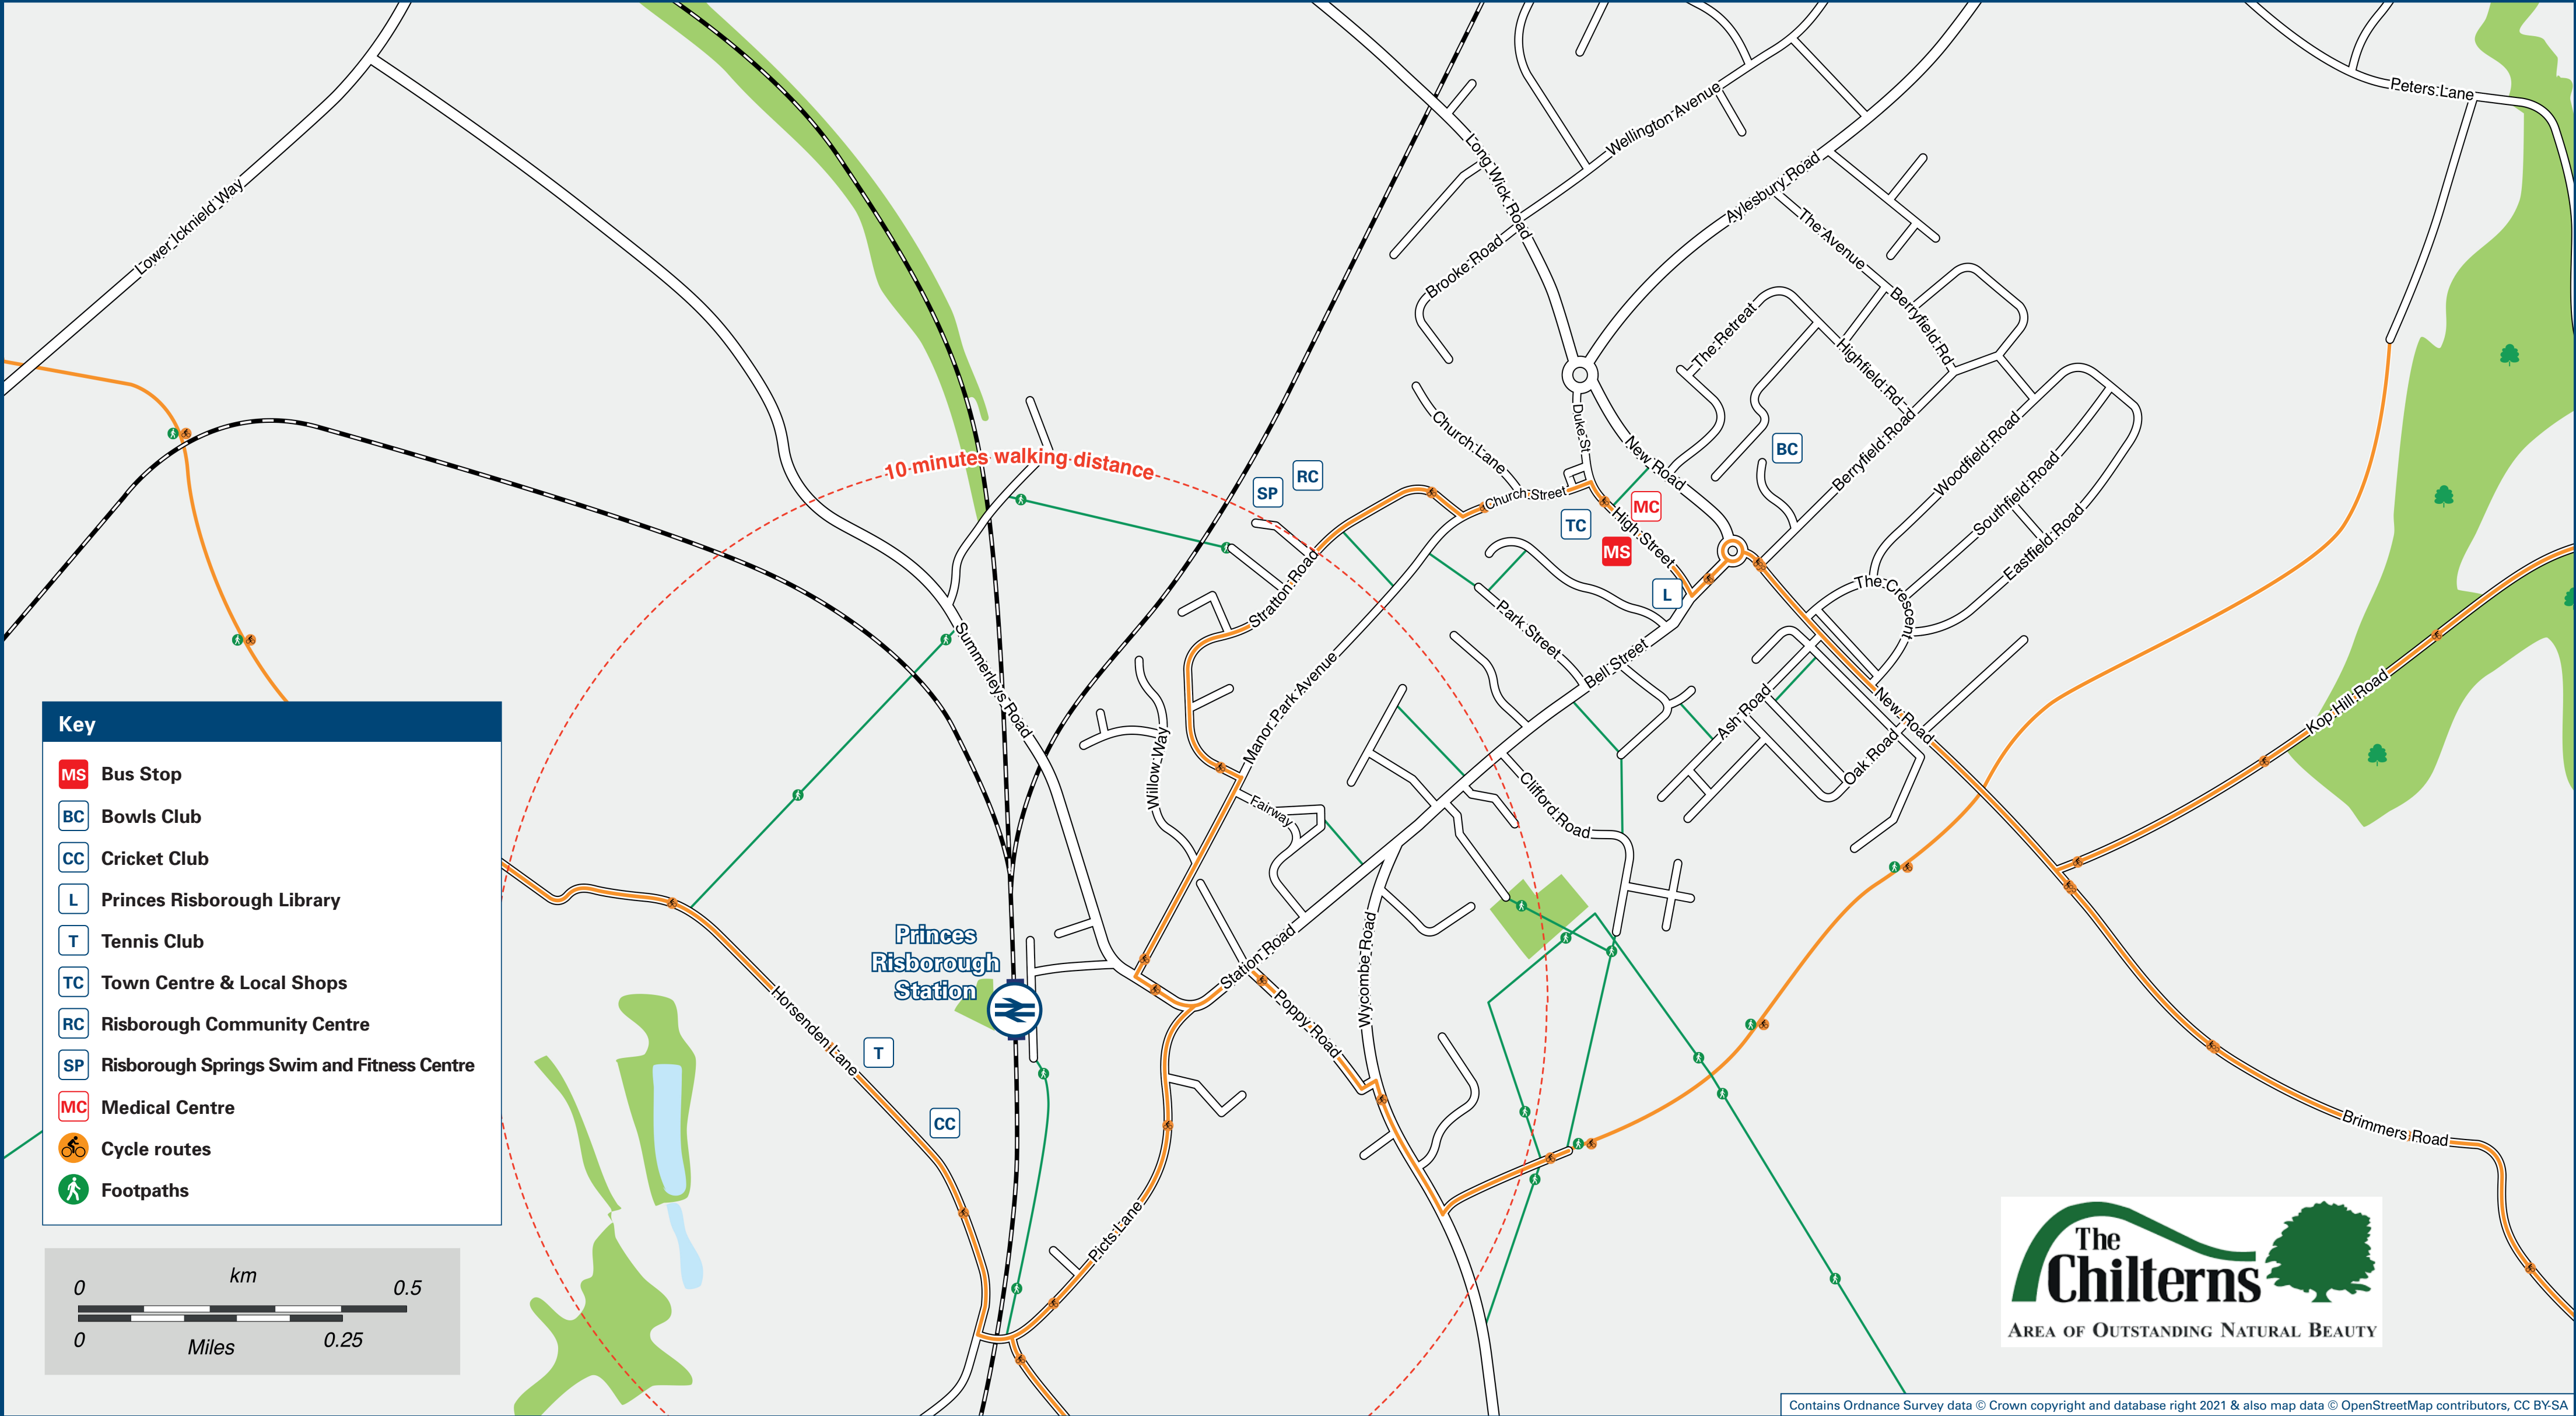 Peters Lane
Wellington Avenue
Long Wick Road
Aylesbury Road
Lower Icknield Way
The Avenue
Brooke Road
Berryfield Rd
The Retreat
Highfield Rd
Duke St
Church Lane
New Road
BC
Berryfield Road
Woodfield Road
10 minutes walking distance
RC
SP
Church Street
MC
TC
High Street
MS
Southfield Road
Eastfield Road
Stratton Road
The Crescent
L
Park Street
Summerleys Road
Bell Street
Manor Park Avenue
Ash Road
New Road
Kop Hill Road
Oak Road
Willow Way
Fairway
Clifford Road
Key
MS Bus Stop
BC Bowls Club
CC Cricket Club
L Princes Risborough Library
T Tennis Club
TC Town Centre & Local Shops
RC Risborough Community Centre
SP Risborough Springs Swim and Fitness Centre
MC Medical Centre
Cycle routes
Footpaths
Princes
Risborough
Station
Station Road
Wycombe Road
Poppy Road
Horsenden Lane
T
CC
Brimmers Road
Picts Lane
0 km 0.5
0 Miles 0.25
The
Chilterns
Area of Outstanding Natural Beauty
Contains Ordnance Survey data © Crown copyright and database right 2021 & also map data © OpenStreetMap contributors, CC BY-SA